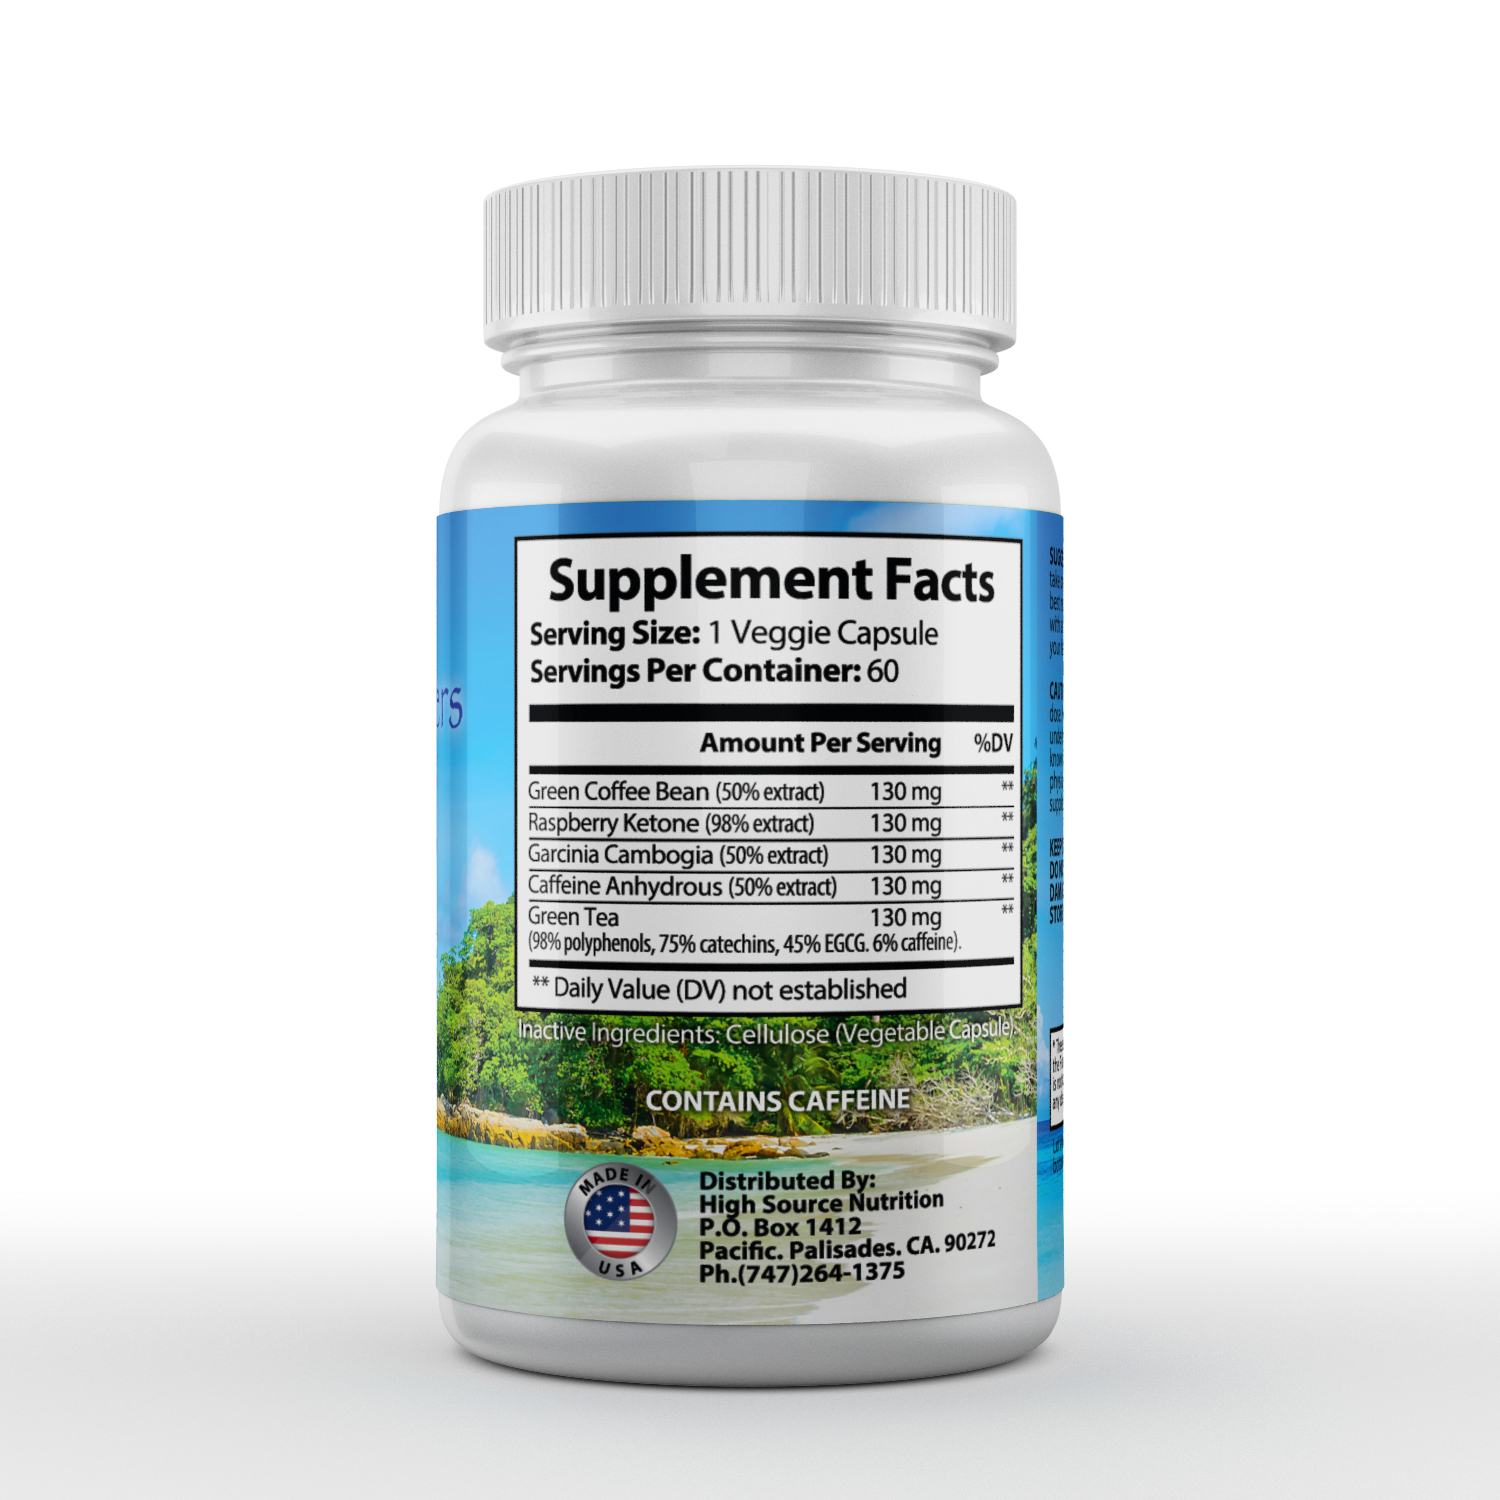 Supplement Facts
Serving Size: 1 Veggie Capsule
Servings Per Container: 60
Amount Per Serving %DV
Green Coffee Bean (50% extract) 130 mg **
Raspberry Ketone (98% extract) 130 mg **
Garcinia Cambogia (50% extract) 130 mg **
Caffeine Anhydrous (50% extract) 130 mg **
Green Tea 130 mg **
(98% polyphenols, 75% catechins, 45% EGCG. 6% caffeine).
** Daily Value (DV) not established
Inactive Ingredients: Cellulose (Vegetable Capsule).
CONTAINS CAFFEINE
MADE IN
USA
Distributed By:
High Source Nutrition
P.O. Box 1412
Pacific. Palisades. CA. 90272
Ph.(747)264-1375